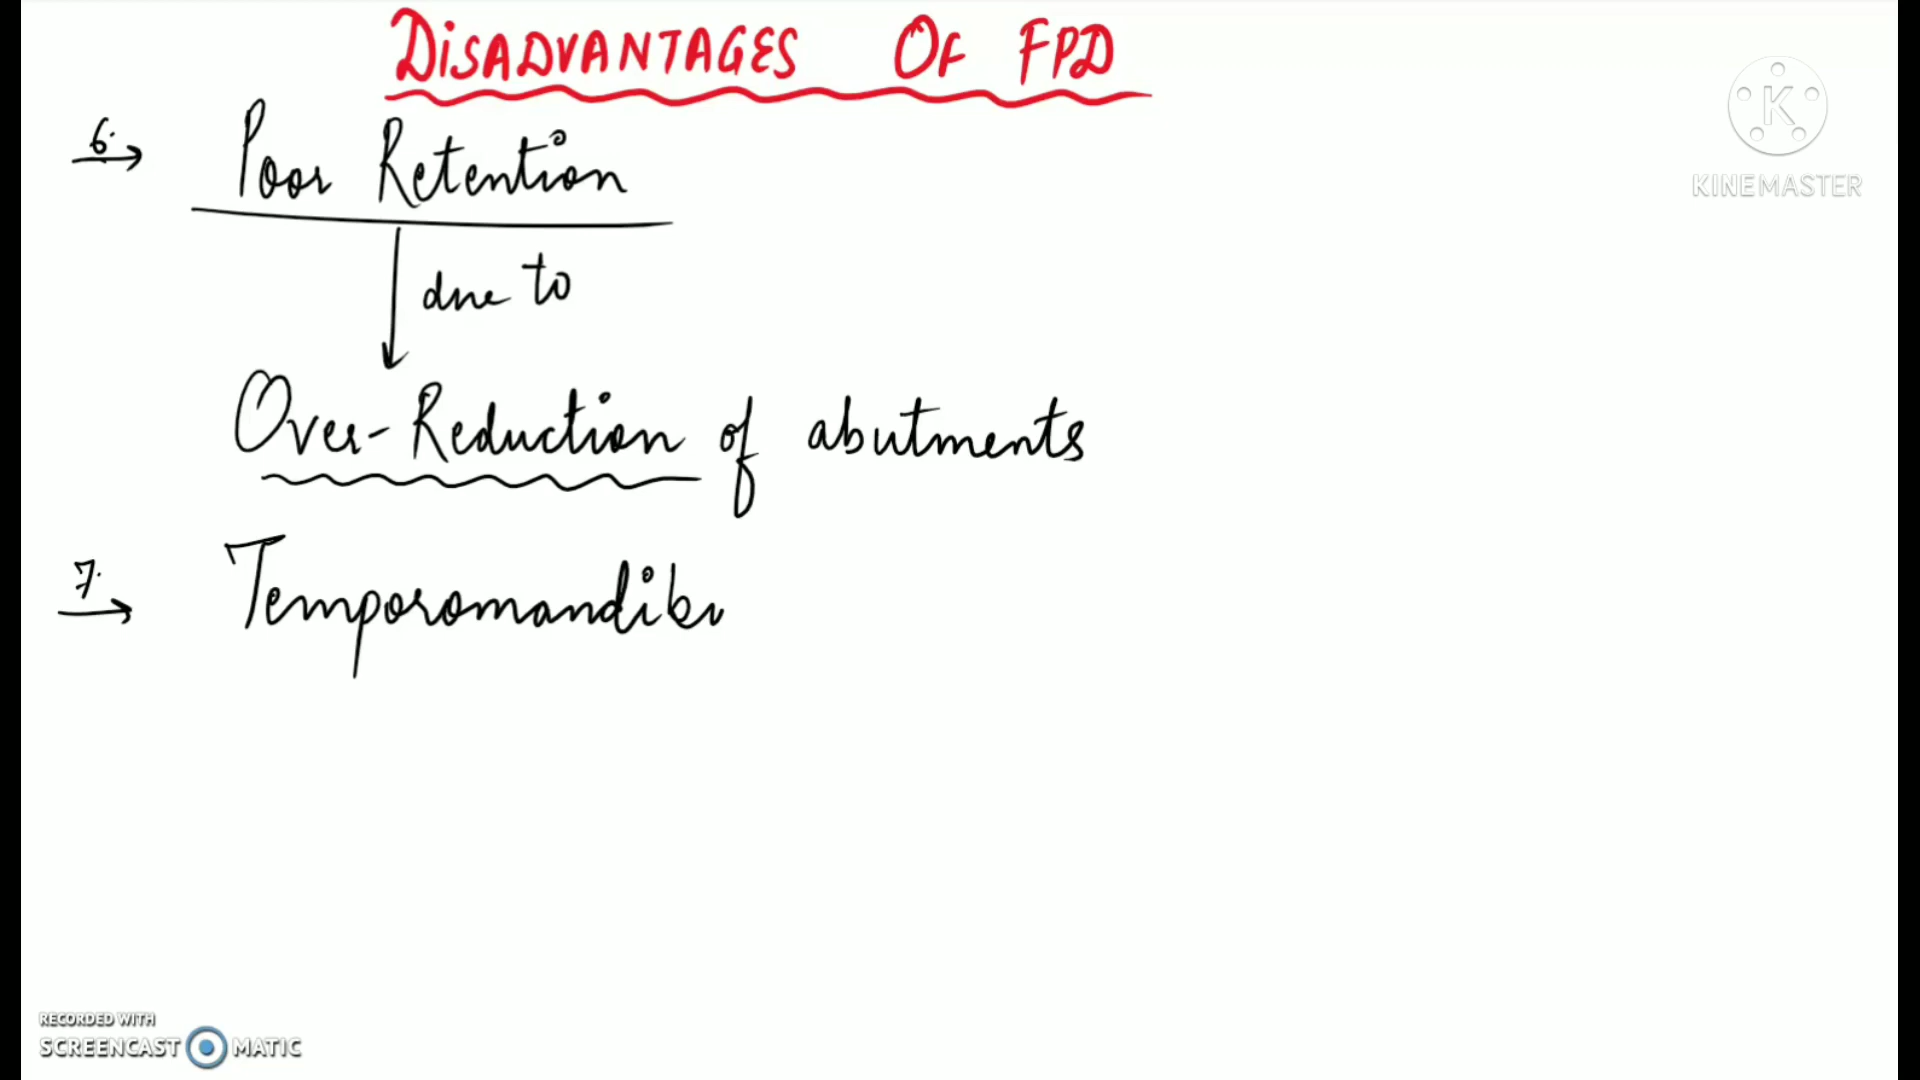 DISADVANTAGES OF FPD
6. → Poor Retention
due to
Over-Reduction of abutments
7. → Temporomandibu
K
KINEMASTER
RECORDED WITH
SCREENCAST MATIC